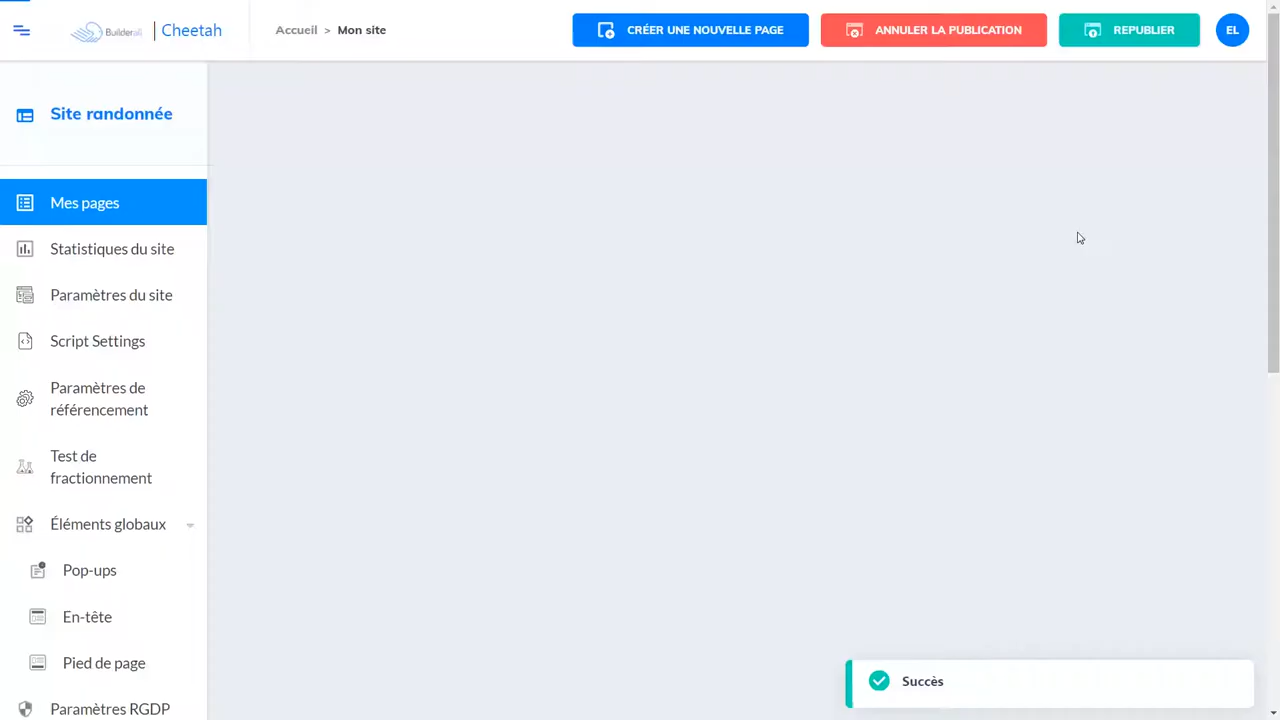 Builderall | Cheetah
Accueil > Mon site
CRÉER UNE NOUVELLE PAGE
ANNULER LA PUBLICATION
REPUBLIER
EL
Site randonnée
Mes pages
Statistiques du site
Paramètres du site
Script Settings
Paramètres de
référencement
Test de
fractionnement
Éléments globaux
Pop-ups
En-tête
Pied de page
Paramètres RGDP
Succès